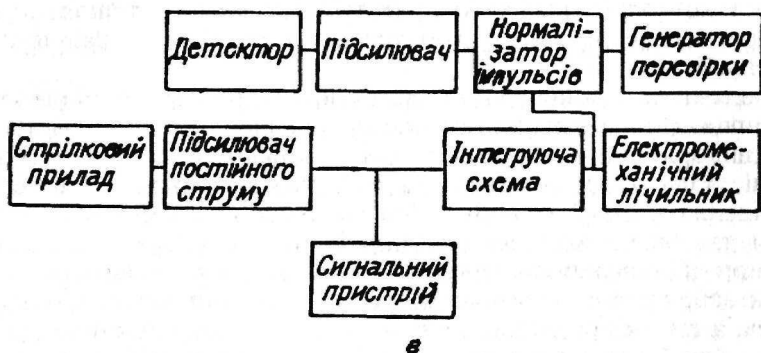 Детектор
Підсилювач
Нормалі-
затор
імпульсів
Генератор
перевірки
Стрілковий
прилад
Підсилювач
постійного
струму
Інтегруюча
схема
Електроме-
ханічний
лічильник
Сигнальний
пристрій
в